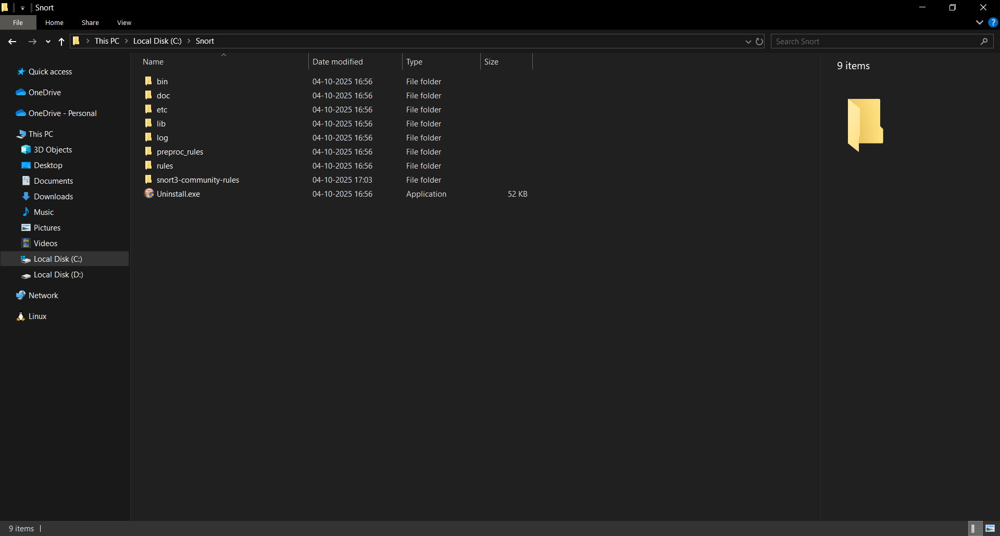 Snort
File Home Share View
This PC Local Disk (C:) Snort
Search Snort
Quick access
OneDrive
OneDrive - Personal
This PC
3D Objects
Desktop
Documents
Downloads
Music
Pictures
Videos
Local Disk (C:)
Local Disk (D:)
Network
Linux
Name Date modified Type Size
bin 04-10-2025 16:56 File folder
doc 04-10-2025 16:56 File folder
etc 04-10-2025 16:56 File folder
lib 04-10-2025 16:56 File folder
log 04-10-2025 16:56 File folder
preproc_rules 04-10-2025 16:56 File folder
rules 04-10-2025 16:56 File folder
snort3-community-rules 04-10-2025 17:03 File folder
Uninstall.exe 04-10-2025 16:56 Application 52 KB
9 items
9 items